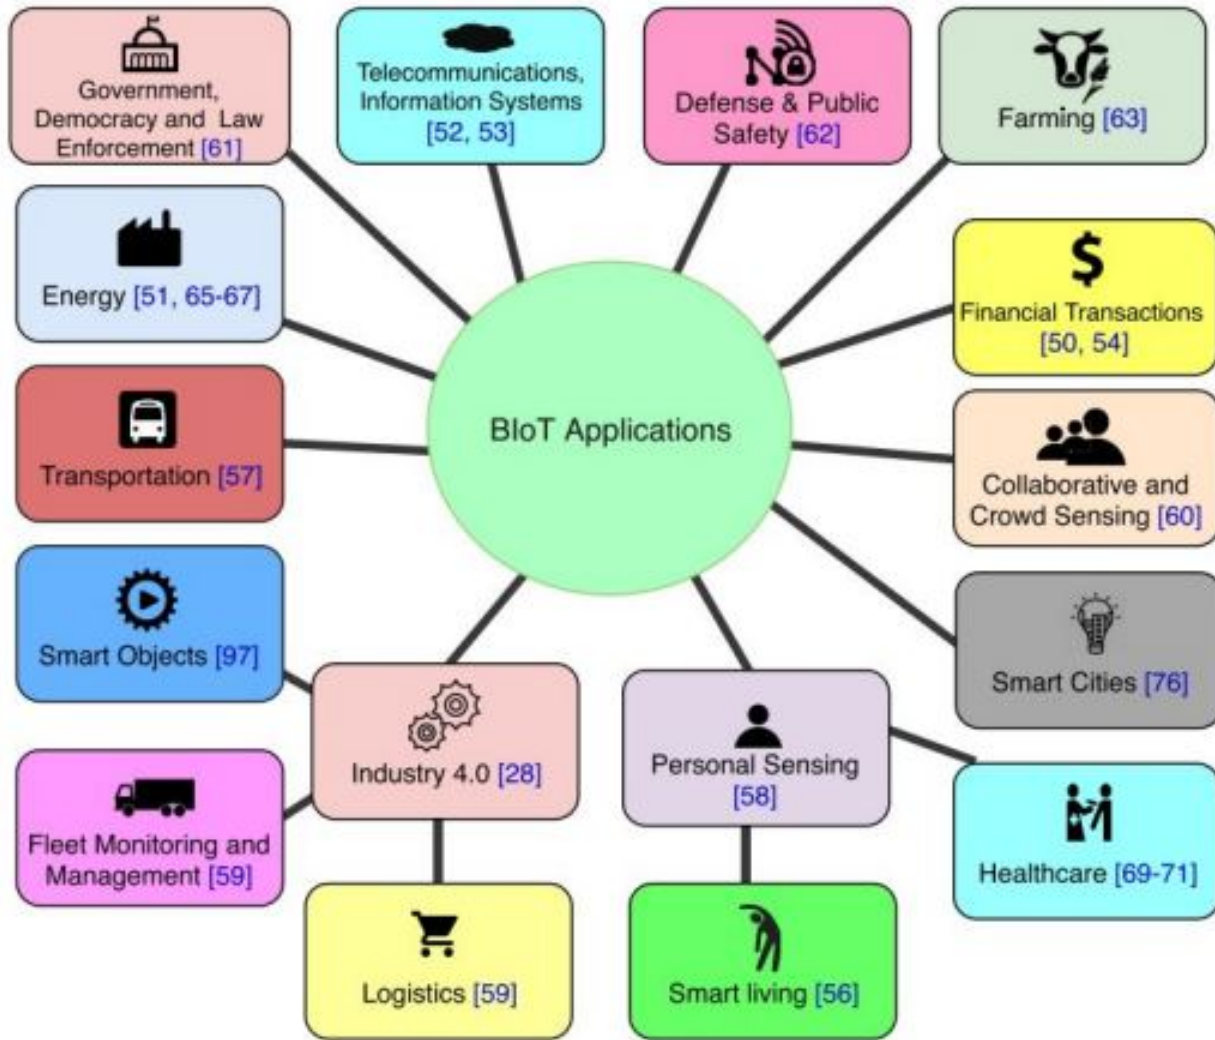 Government,
Democracy and Law
Enforcement [61]
Telecommunications,
Information Systems
[52, 53]
Defense & Public
Safety [62]
Farming [63]
Energy [51, 65-67]
Financial Transactions
[50, 54]
BIoT Applications
Transportation [57]
Collaborative and
Crowd Sensing [60]
Smart Objects [97]
Smart Cities [76]
Industry 4.0 [28]
Personal Sensing
[58]
Fleet Monitoring and
Management [59]
Healthcare [69-71]
Logistics [59]
Smart living [56]